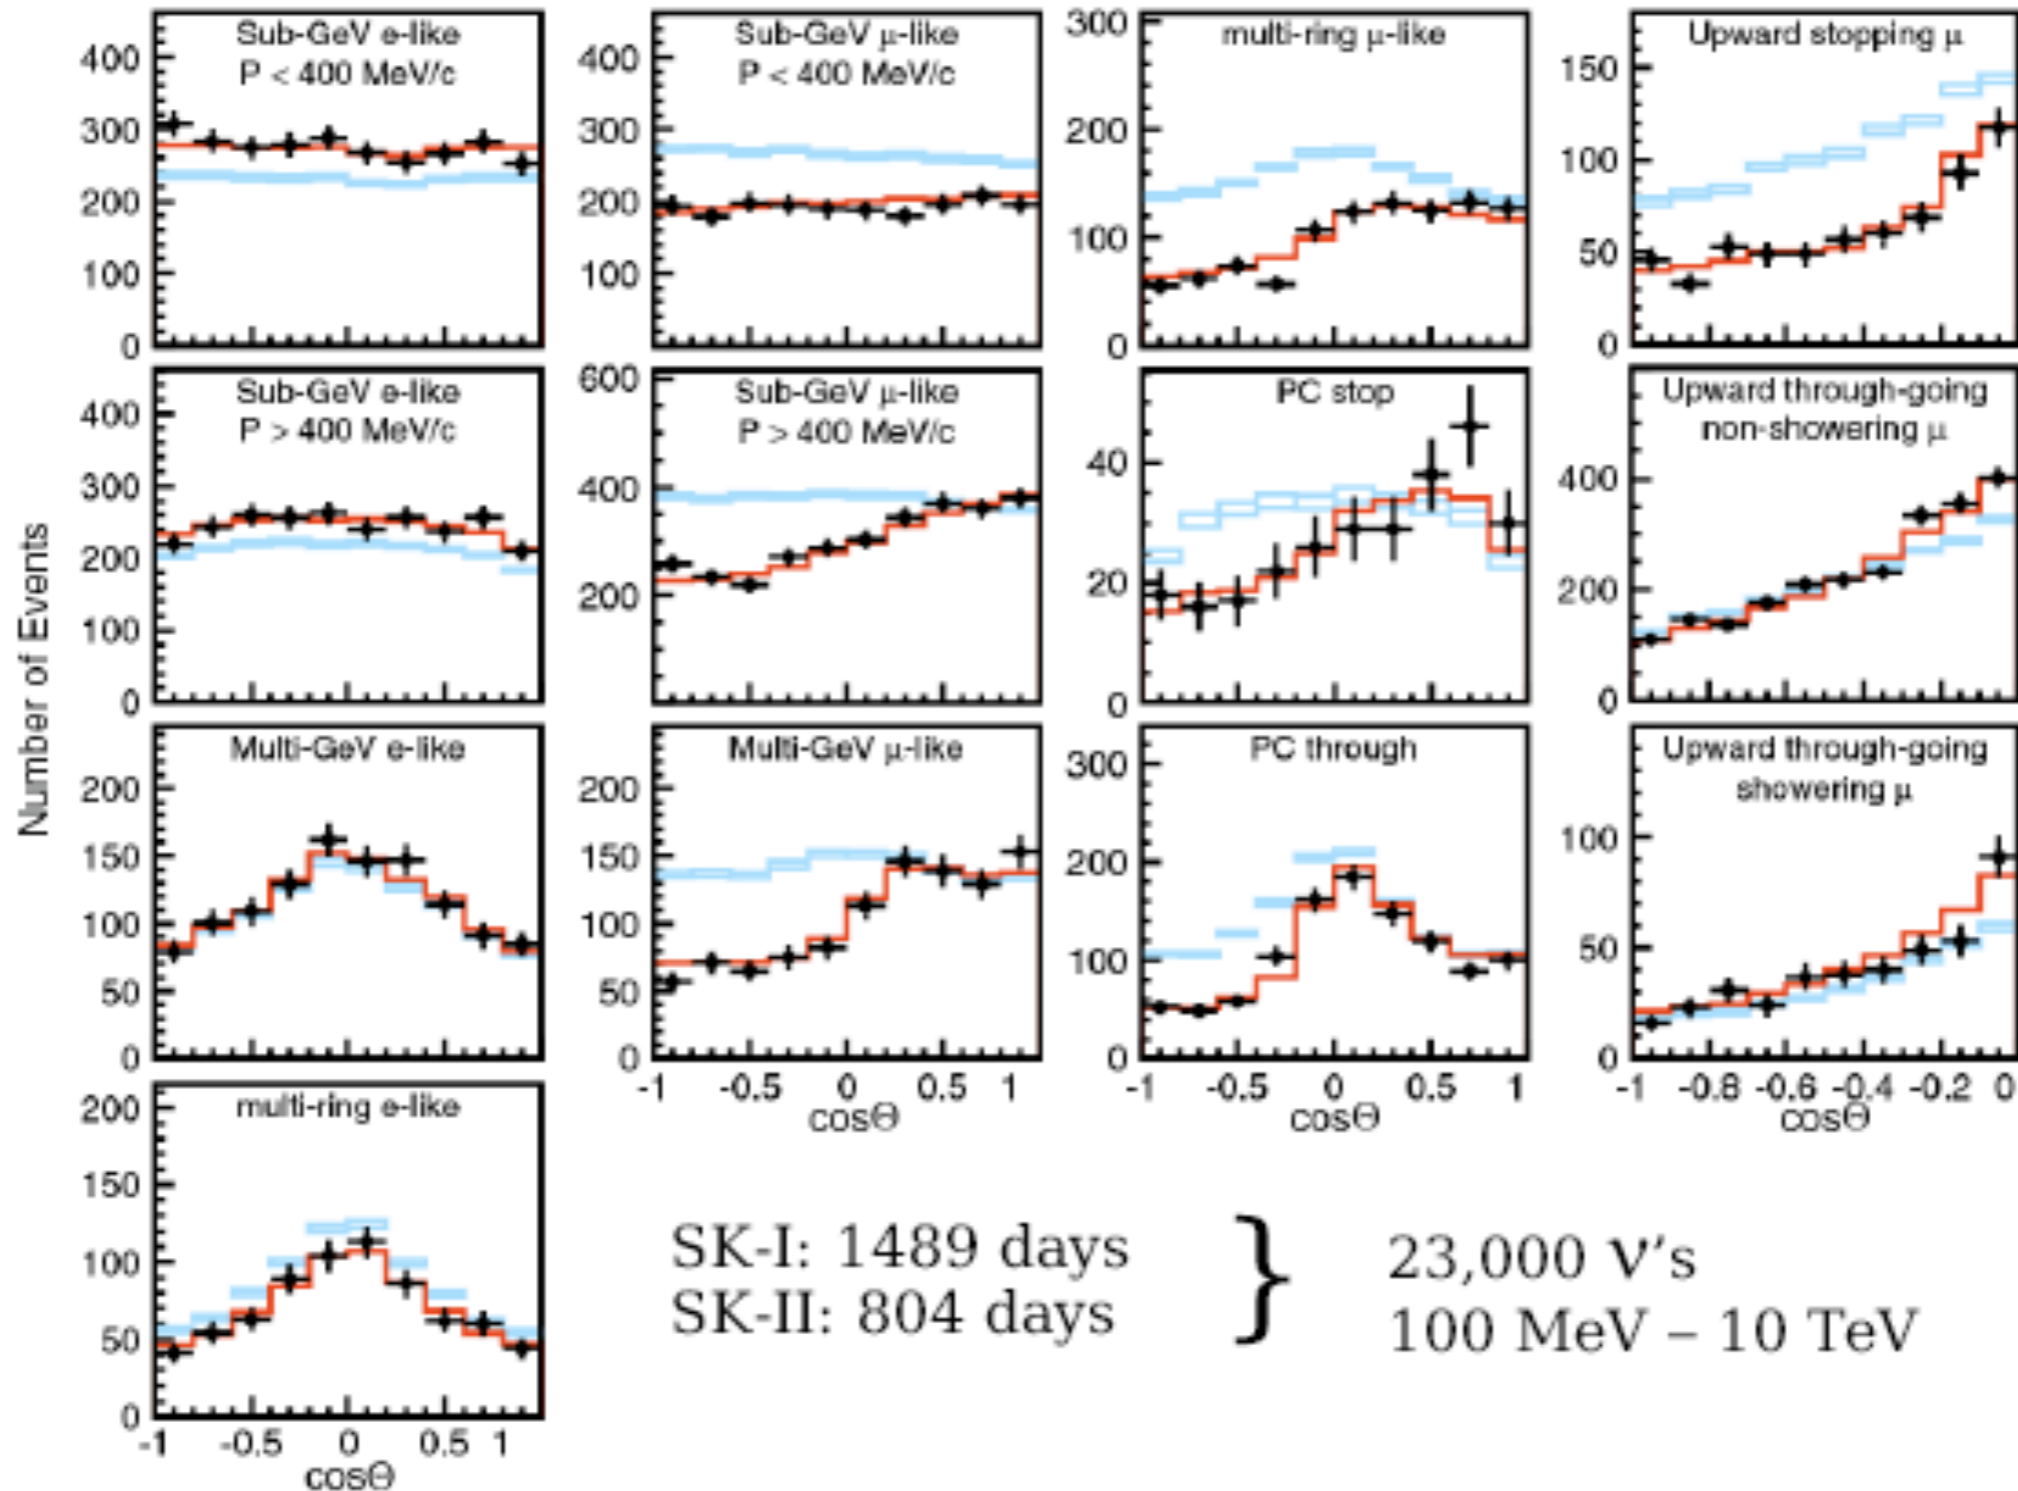 Number of Events
Sub-GeV e-like
P < 400 MeV/c
400
300
200
100
0
Sub-GeV μ-like
P < 400 MeV/c
400
300
200
100
multi-ring μ-like
300
200
100
0
Upward stopping μ
150
100
50
0
Sub-GeV e-like
P > 400 MeV/c
400
300
200
100
0
Sub-GeV μ-like
P > 400 MeV/c
600
400
200
PC stop
40
20
0
Upward through-going
non-showering μ
400
200
0
Multi-GeV e-like
200
150
100
50
0
Multi-GeV μ-like
200
150
100
50
0
-1 -0.5 0 0.5 1
cosΘ
PC through
300
200
100
0
-1 -0.5 0 0.5 1
cosΘ
Upward through-going
showering μ
100
50
0
-1 -0.8 -0.6 -0.4 -0.2 0
cosΘ
multi-ring e-like
200
150
100
50
0
-1 -0.5 0 0.5 1
cosΘ
SK-I: 1489 days
SK-II: 804 days
}
23,000 ν's
100 MeV – 10 TeV